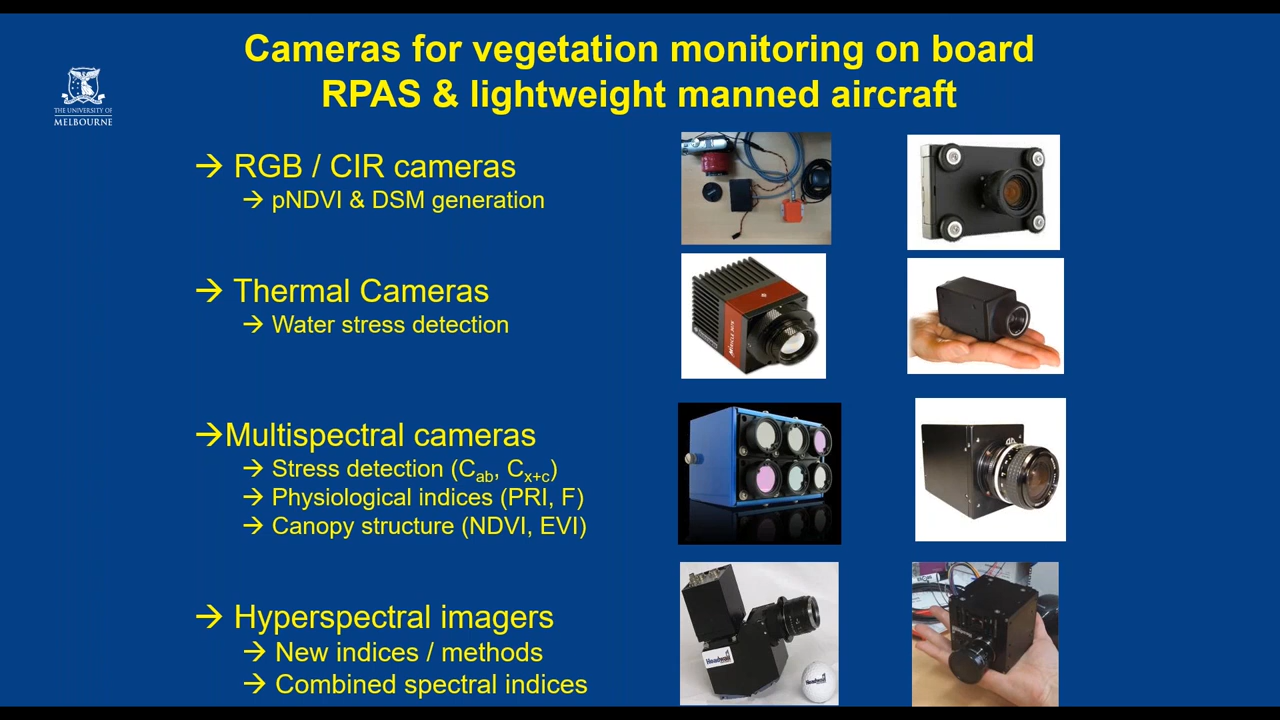 Cameras for vegetation monitoring on board
RPAS & lightweight manned aircraft
THE UNIVERSITY OF
MELBOURNE
→ RGB / CIR cameras
→ pNDVI & DSM generation
→ Thermal Cameras
→ Water stress detection
→Multispectral cameras
→ Stress detection (Cab, Cx+c)
→ Physiological indices (PRI, F)
→ Canopy structure (NDVI, EVI)
→ Hyperspectral imagers
→ New indices / methods
→ Combined spectral indices
Headwall
Headwall